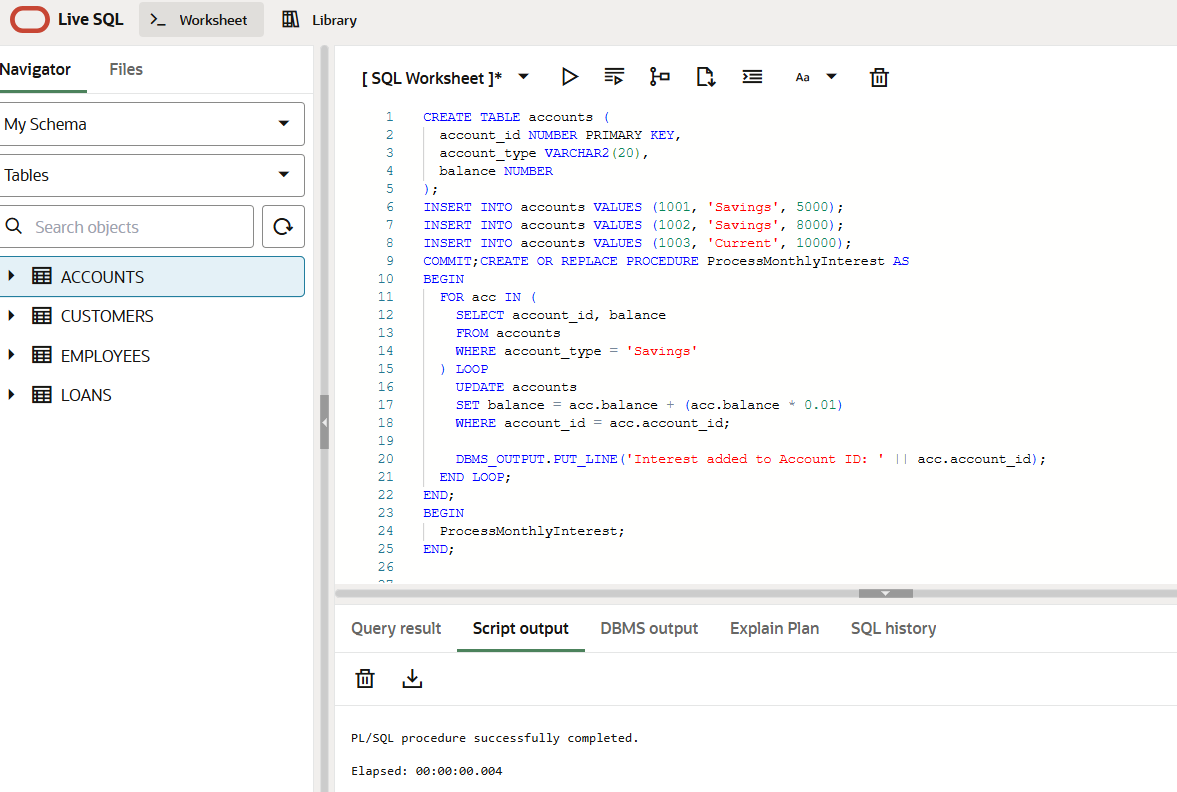 Live SQL
Worksheet
Library
Navigator
Files
My Schema
Tables
Search objects
ACCOUNTS
CUSTOMERS
EMPLOYEES
LOANS
[ SQL Worksheet ]*
Aa
1 CREATE TABLE accounts (
2 account_id NUMBER PRIMARY KEY,
3 account_type VARCHAR2(20),
4 balance NUMBER
5 );
6 INSERT INTO accounts VALUES (1001, 'Savings', 5000);
7 INSERT INTO accounts VALUES (1002, 'Savings', 8000);
8 INSERT INTO accounts VALUES (1003, 'Current', 10000);
9 COMMIT;CREATE OR REPLACE PROCEDURE ProcessMonthlyInterest AS
10 BEGIN
11 FOR acc IN (
12 SELECT account_id, balance
13 FROM accounts
14 WHERE account_type = 'Savings'
15 ) LOOP
16 UPDATE accounts
17 SET balance = acc.balance + (acc.balance * 0.01)
18 WHERE account_id = acc.account_id;
19
20 DBMS_OUTPUT.PUT_LINE('Interest added to Account ID: ' || acc.account_id);
21 END LOOP;
22 END;
23 BEGIN
24 ProcessMonthlyInterest;
25 END;
26
Query result
Script output
DBMS output
Explain Plan
SQL history
PL/SQL procedure successfully completed.
Elapsed: 00:00:00.004